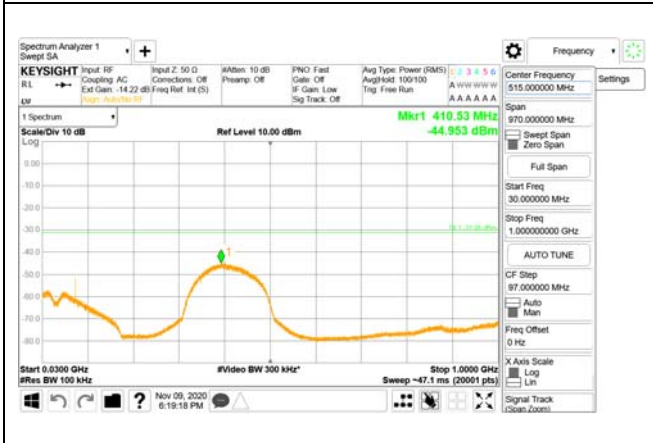 Spectrum Analyzer 1
Swept SA
Frequency
Settings
KEYSIGHT
Input: RF
Coupling: AC
Ext Gain: -14.22 dB
Align: Auto/No RF
Input Z: 50 Ω
Corrections: Off
Freq Ref: Int (S)
#Atten: 10 dB
Preamp: Off
PNO: Fast
Gate: Off
IF Gain: Low
Sig Track: Off
Avg Type: Power (RMS)
Avg|Hold: 100/100
Trig: Free Run
1 2 3 4 5 6
A W W W W W
A A A A A A
RL
1 Spectrum
Scale/Div 10 dB
Ref Level 10.00 dBm
Mkr1 410.53 MHz
-44.953 dBm
Log
0.00
-10.0
-20.0
-30.0
-40.0
-50.0
-60.0
-70.0
-80.0
1
Start 0.0300 GHz
#Res BW 100 kHz
#Video BW 300 kHz*
Stop 1.0000 GHz
Sweep ~47.1 ms (20001 pts)
Nov 09, 2020
6:19:18 PM
Center Frequency
515.000000 MHz
Span
970.000000 MHz
Swept Span
Zero Span
Full Span
Start Freq
30.000000 MHz
Stop Freq
1.000000000 GHz
AUTO TUNE
CF Step
97.000000 MHz
Auto
Man
Freq Offset
0 Hz
X Axis Scale
Log
Lin
Signal Track
(Span Zoom)